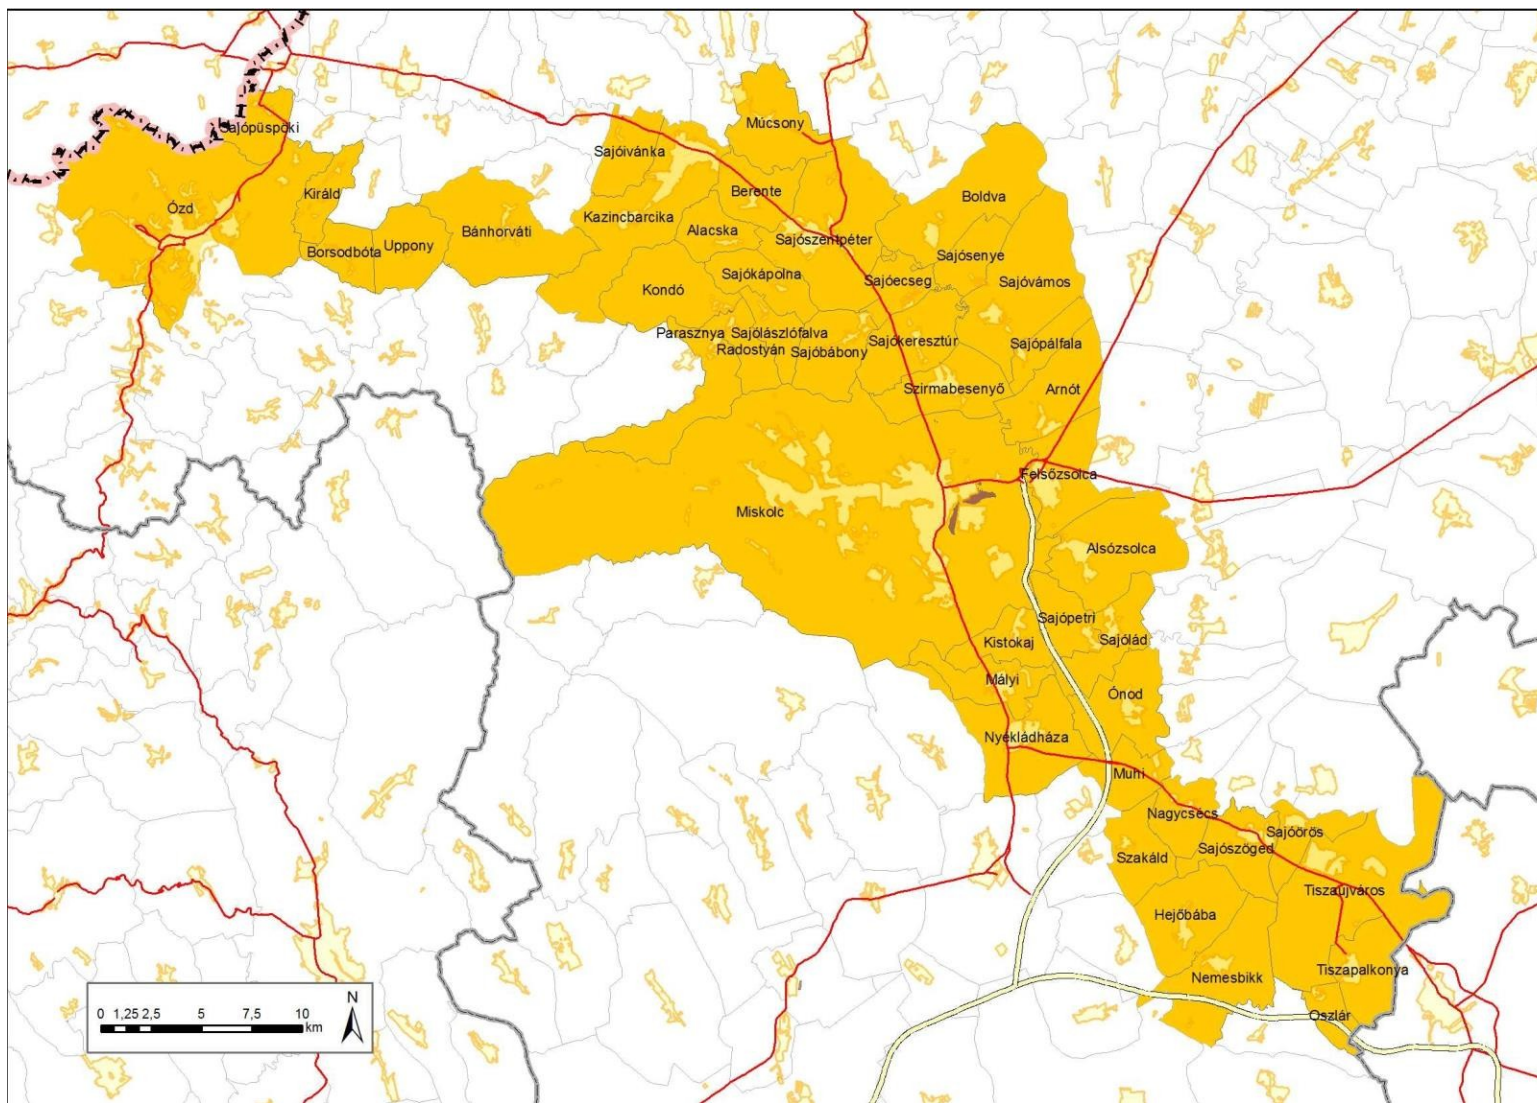 Sajópüspöki
Múcsony
Sajóivánka
Királd
Berente
Boldva
Ózd
Kazincbarcika
Bánhorváti
Alacska
Sajószentpéter
Borsodbóta
Uppony
Sajósenye
Sajókápolna
Sajóecseg
Sajóvámos
Kondó
Parasznya
Sajólászlófalva
Sajókeresztúr
Sajópálfala
Radostyán
Sajóbábony
Szirmabesenyő
Arnót
Felsőzsolca
Miskolc
Alsózsolca
Sajópetri
Kistokaj
Sajólád
Mályi
Ónod
Nyékládháza
Muhi
Nagycsécs
Sajóörös
Sajószöged
Szakáld
Tiszaújváros
Hejőbába
Tiszapalkonya
Nemesbikk
Oszlár
N
0 1,25 2,5 5 7,5 10
km